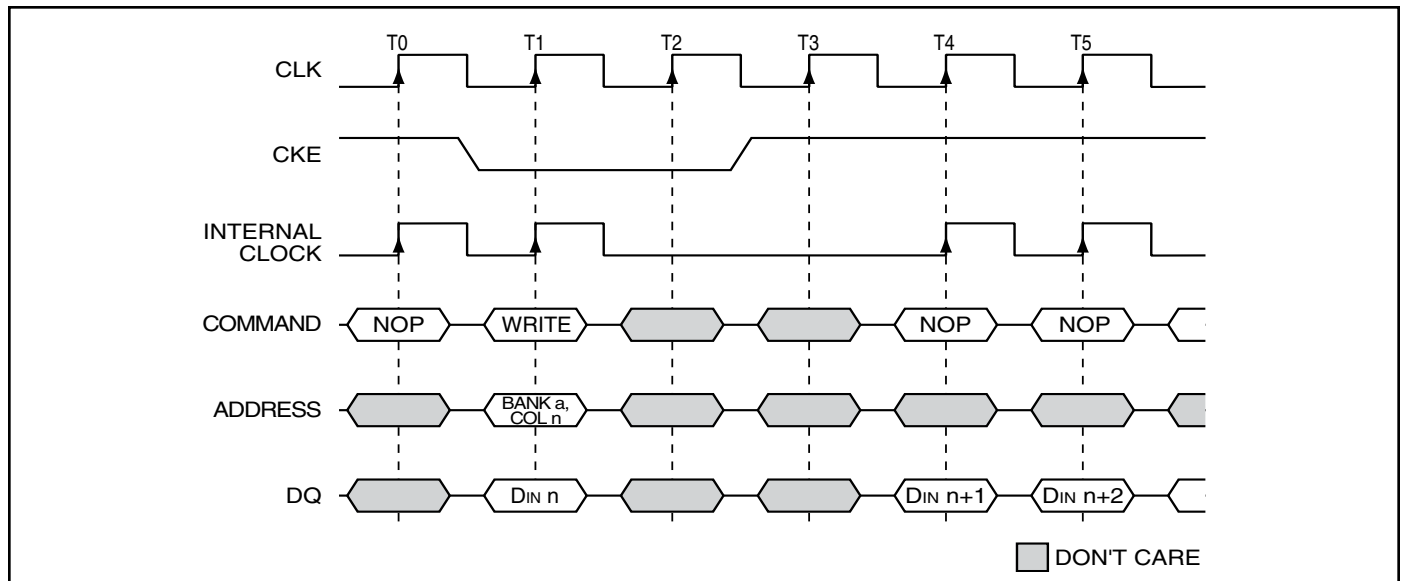 T0 T1 T2 T3 T4 T5
CLK
CKE
INTERNAL
CLOCK
COMMAND NOP WRITE NOP NOP
ADDRESS BANK a,
COL n
DQ DIN n DIN n+1 DIN n+2
DON'T CARE